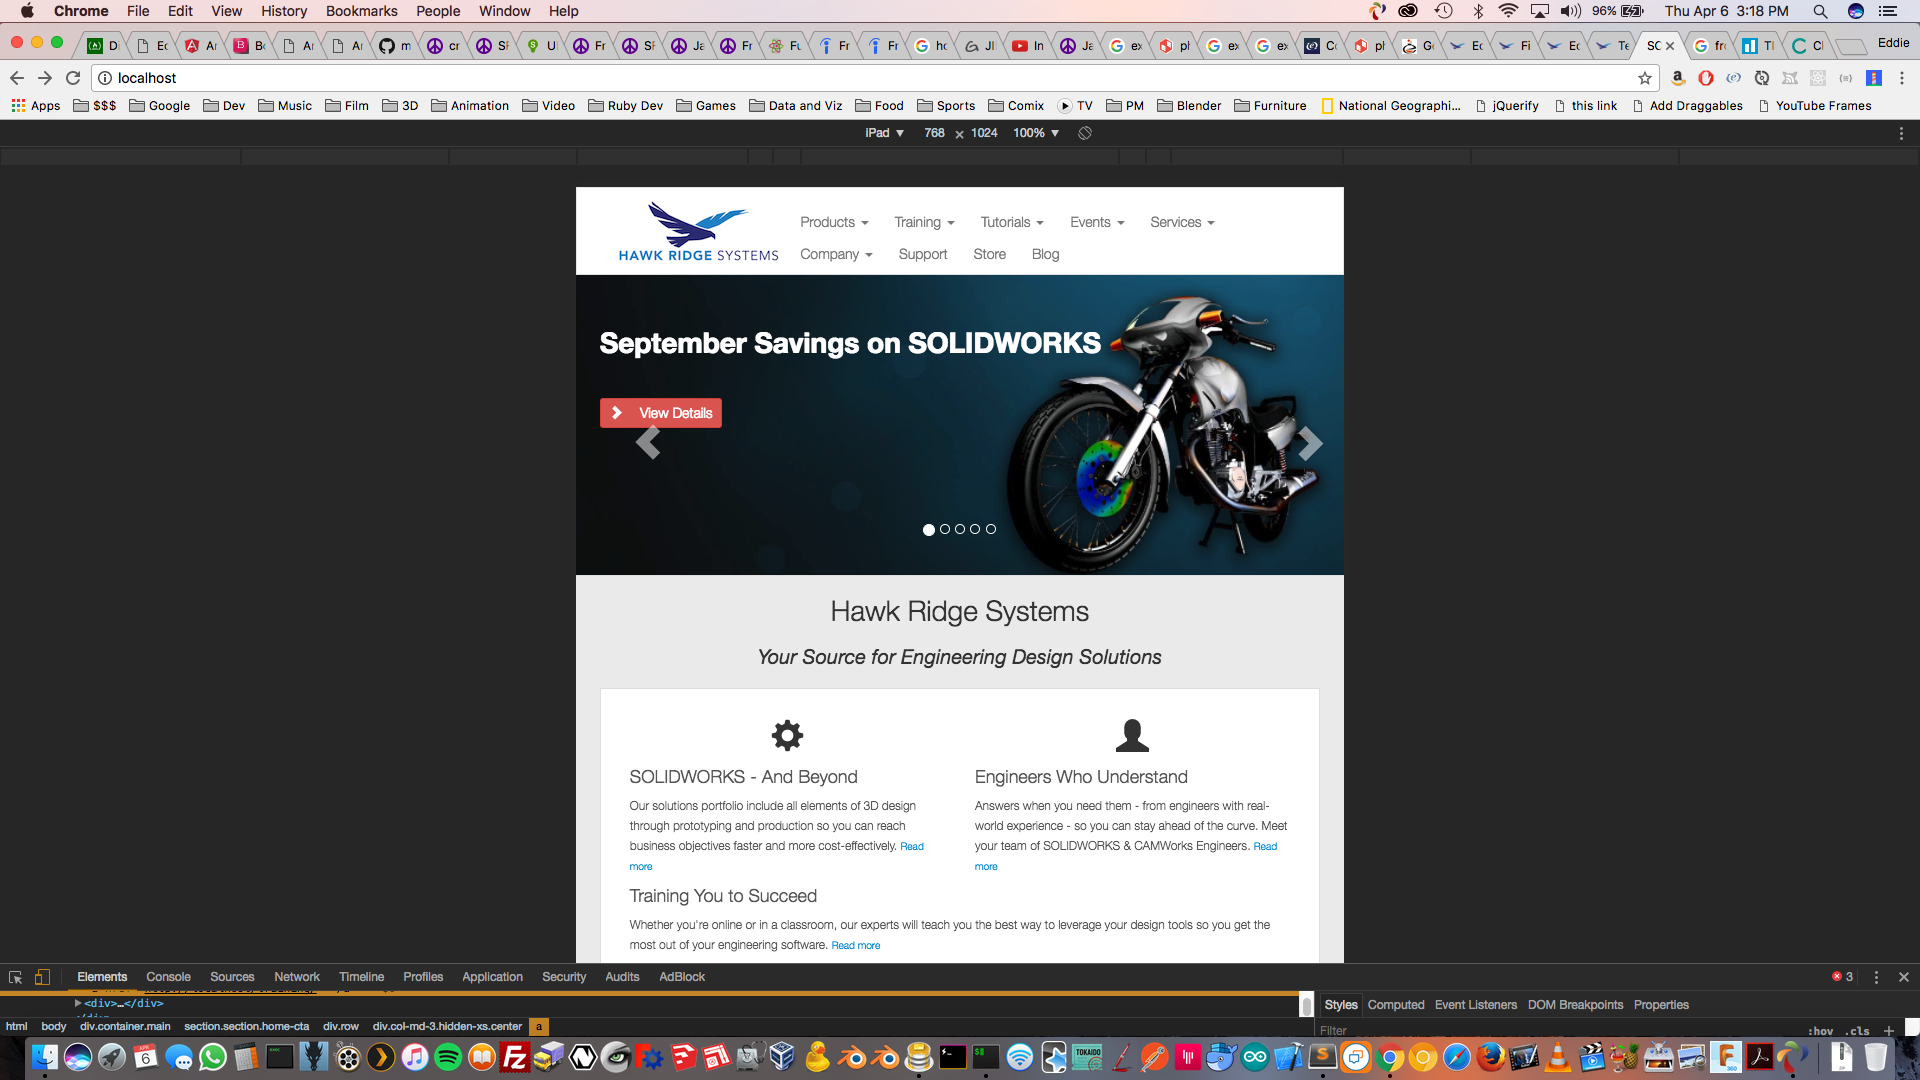 Chrome File Edit View History Bookmarks People Window Help 96% Thu Apr 6 3:18 PM
Eddie
localhost
Apps $$$ Google Dev Music Film 3D Animation Video Ruby Dev Games Data and Viz Food Sports Comix TV PM Blender Furniture National Geographi... jQuerify this link Add Draggables YouTube Frames
iPad 768 × 1024 100%
Products Training Tutorials Events Services
HAWK RIDGE SYSTEMS
Company Support Store Blog
September Savings on SOLIDWORKS
View Details
Hawk Ridge Systems
Your Source for Engineering Design Solutions
SOLIDWORKS - And Beyond
Our solutions portfolio include all elements of 3D design
through prototyping and production so you can reach
business objectives faster and more cost-effectively. Read
more
Engineers Who Understand
Answers when you need them - from engineers with real-
world experience - so you can stay ahead of the curve. Meet
your team of SOLIDWORKS & CAMWorks Engineers. Read
more
Training You to Succeed
Whether you're online or in a classroom, our experts will teach you the best way to leverage your design tools so you get the
most out of your engineering software. Read more
Elements Console Sources Network Timeline Profiles Application Security Audits AdBlock 3
<div>…</div>
Styles Computed Event Listeners DOM Breakpoints Properties
html body div.container.main section.section.home-cta div.row div.col-md-3.hidden-xs.center a
Filter :hov .cls +